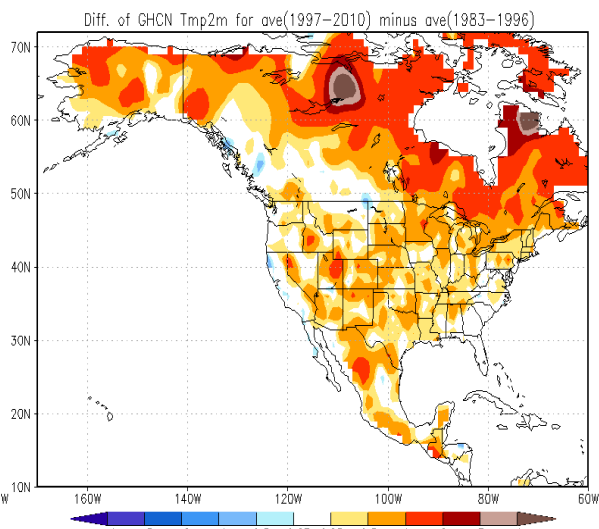 Diff. of GHCN Tmp2m for ave(1997-2010) minus ave(1983-1996)
70N
60N
50N
40N
30N
20N
10N
W 160W 140W 120W 100W 80W 60W